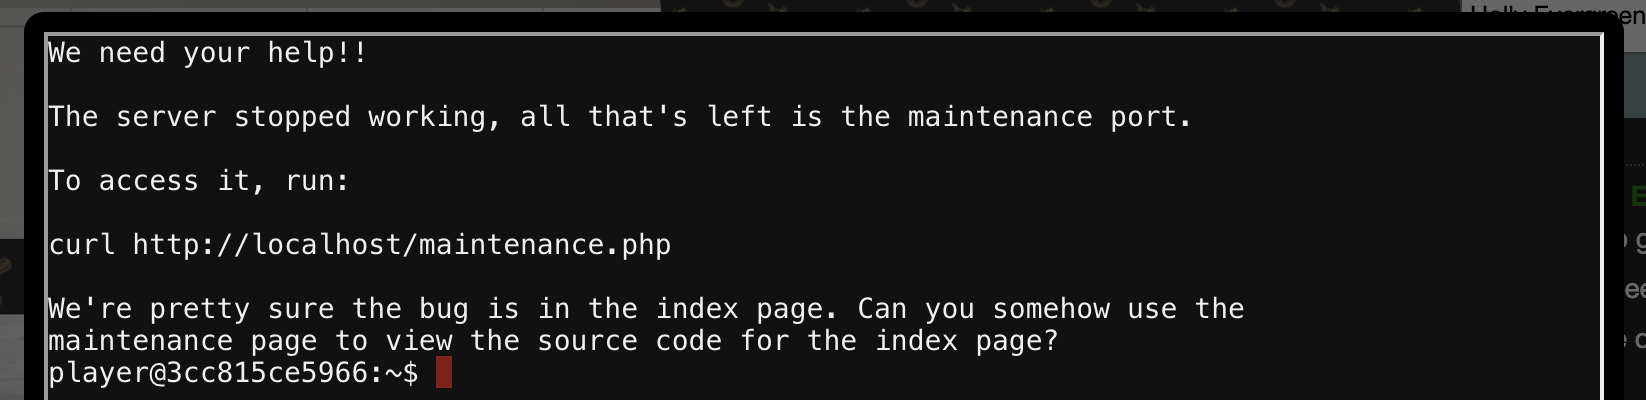 Holly Evergreen
We need your help!!
The server stopped working, all that's left is the maintenance port.
To access it, run:
curl http://localhost/maintenance.php
We're pretty sure the bug is in the index page. Can you somehow use the
maintenance page to view the source code for the index page?
player@3cc815ce5966:~$